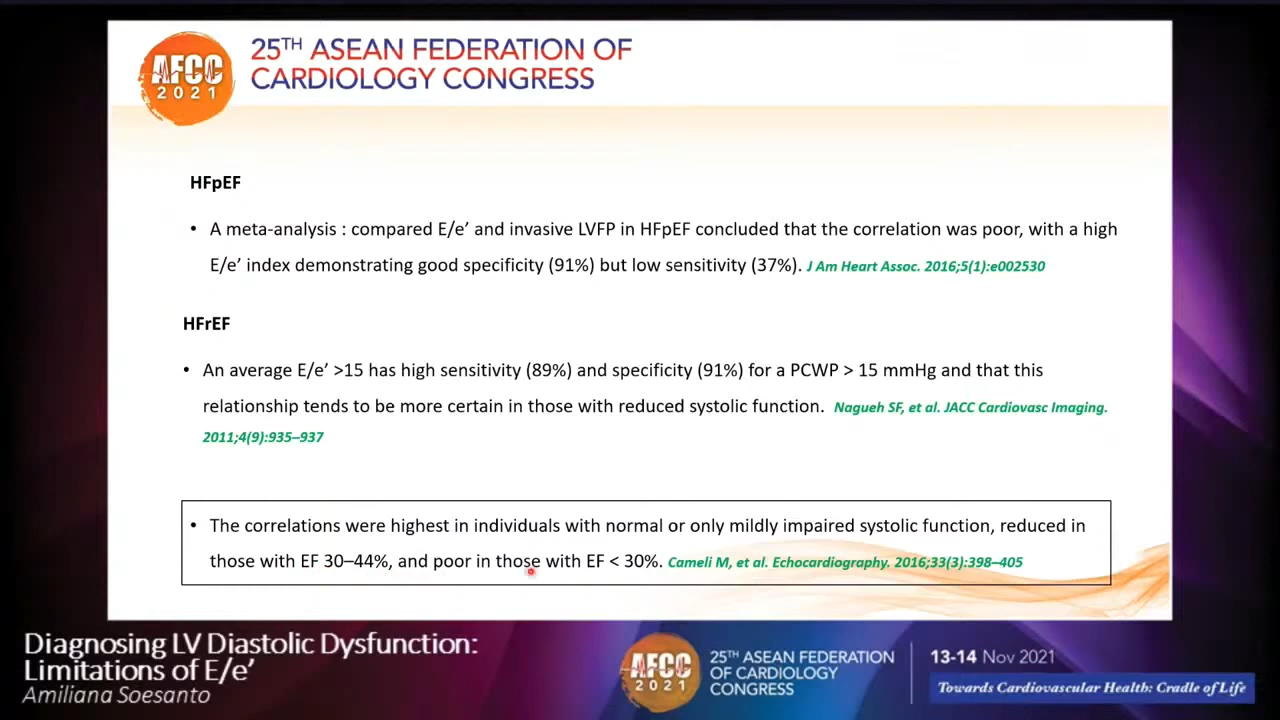 AFCC
2021
25TH ASEAN FEDERATION OF
CARDIOLOGY CONGRESS
HFpEF
• A meta-analysis : compared E/e’ and invasive LVFP in HFpEF concluded that the correlation was poor, with a high
E/e’ index demonstrating good specificity (91%) but low sensitivity (37%). J Am Heart Assoc. 2016;5(1):e002530
HFrEF
• An average E/e’ >15 has high sensitivity (89%) and specificity (91%) for a PCWP > 15 mmHg and that this
relationship tends to be more certain in those with reduced systolic function. Nagueh SF, et al. JACC Cardiovasc Imaging.
2011;4(9):935–937
• The correlations were highest in individuals with normal or only mildly impaired systolic function, reduced in
those with EF 30–44%, and poor in those with EF < 30%. Cameli M, et al. Echocardiography. 2016;33(3):398–405
Diagnosing LV Diastolic Dysfunction:
Limitations of E/e’
Amiliana Soesanto
AFCC
2021
25TH ASEAN FEDERATION
OF CARDIOLOGY
CONGRESS
13-14 Nov 2021
Towards Cardiovascular Health: Cradle of Life